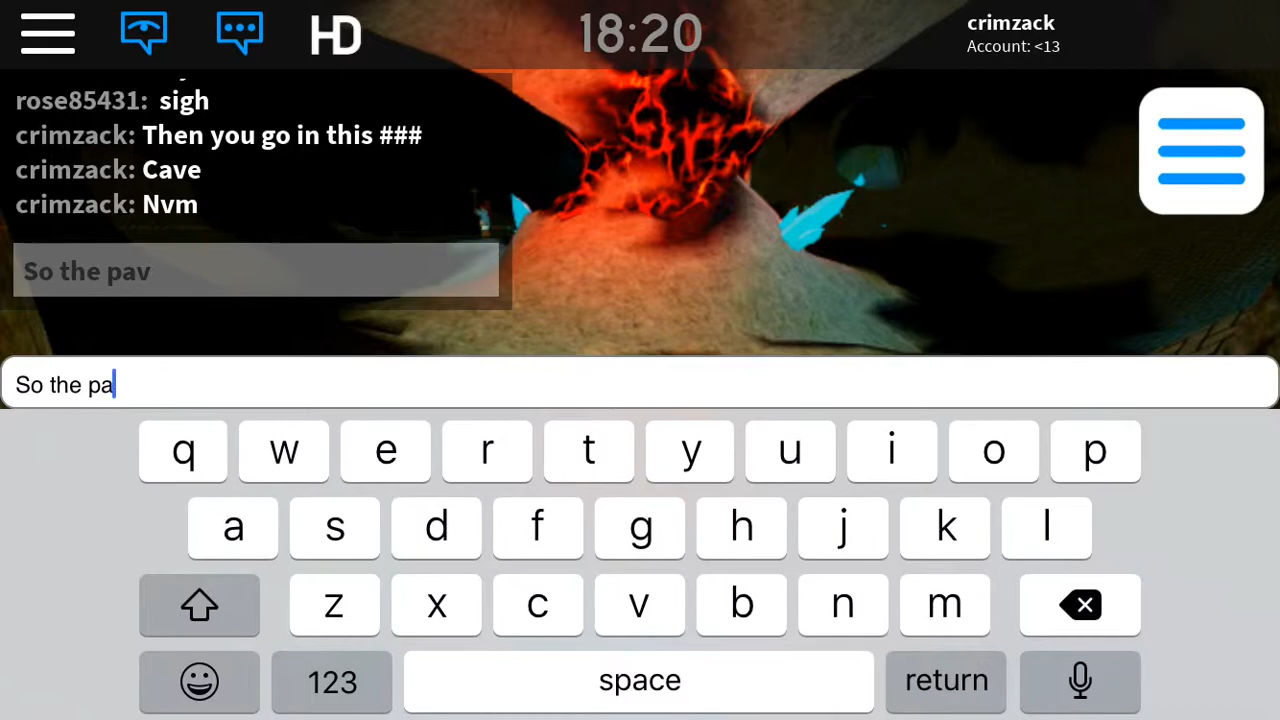 HD
18:20
crimzack
Account: <13
rose85431: sigh
crimzack: Then you go in this ###
crimzack: Cave
crimzack: Nvm
So the pav
So the pa
q w e r t y u i o p
a s d f g h j k l
z x c v b n m
123 space return